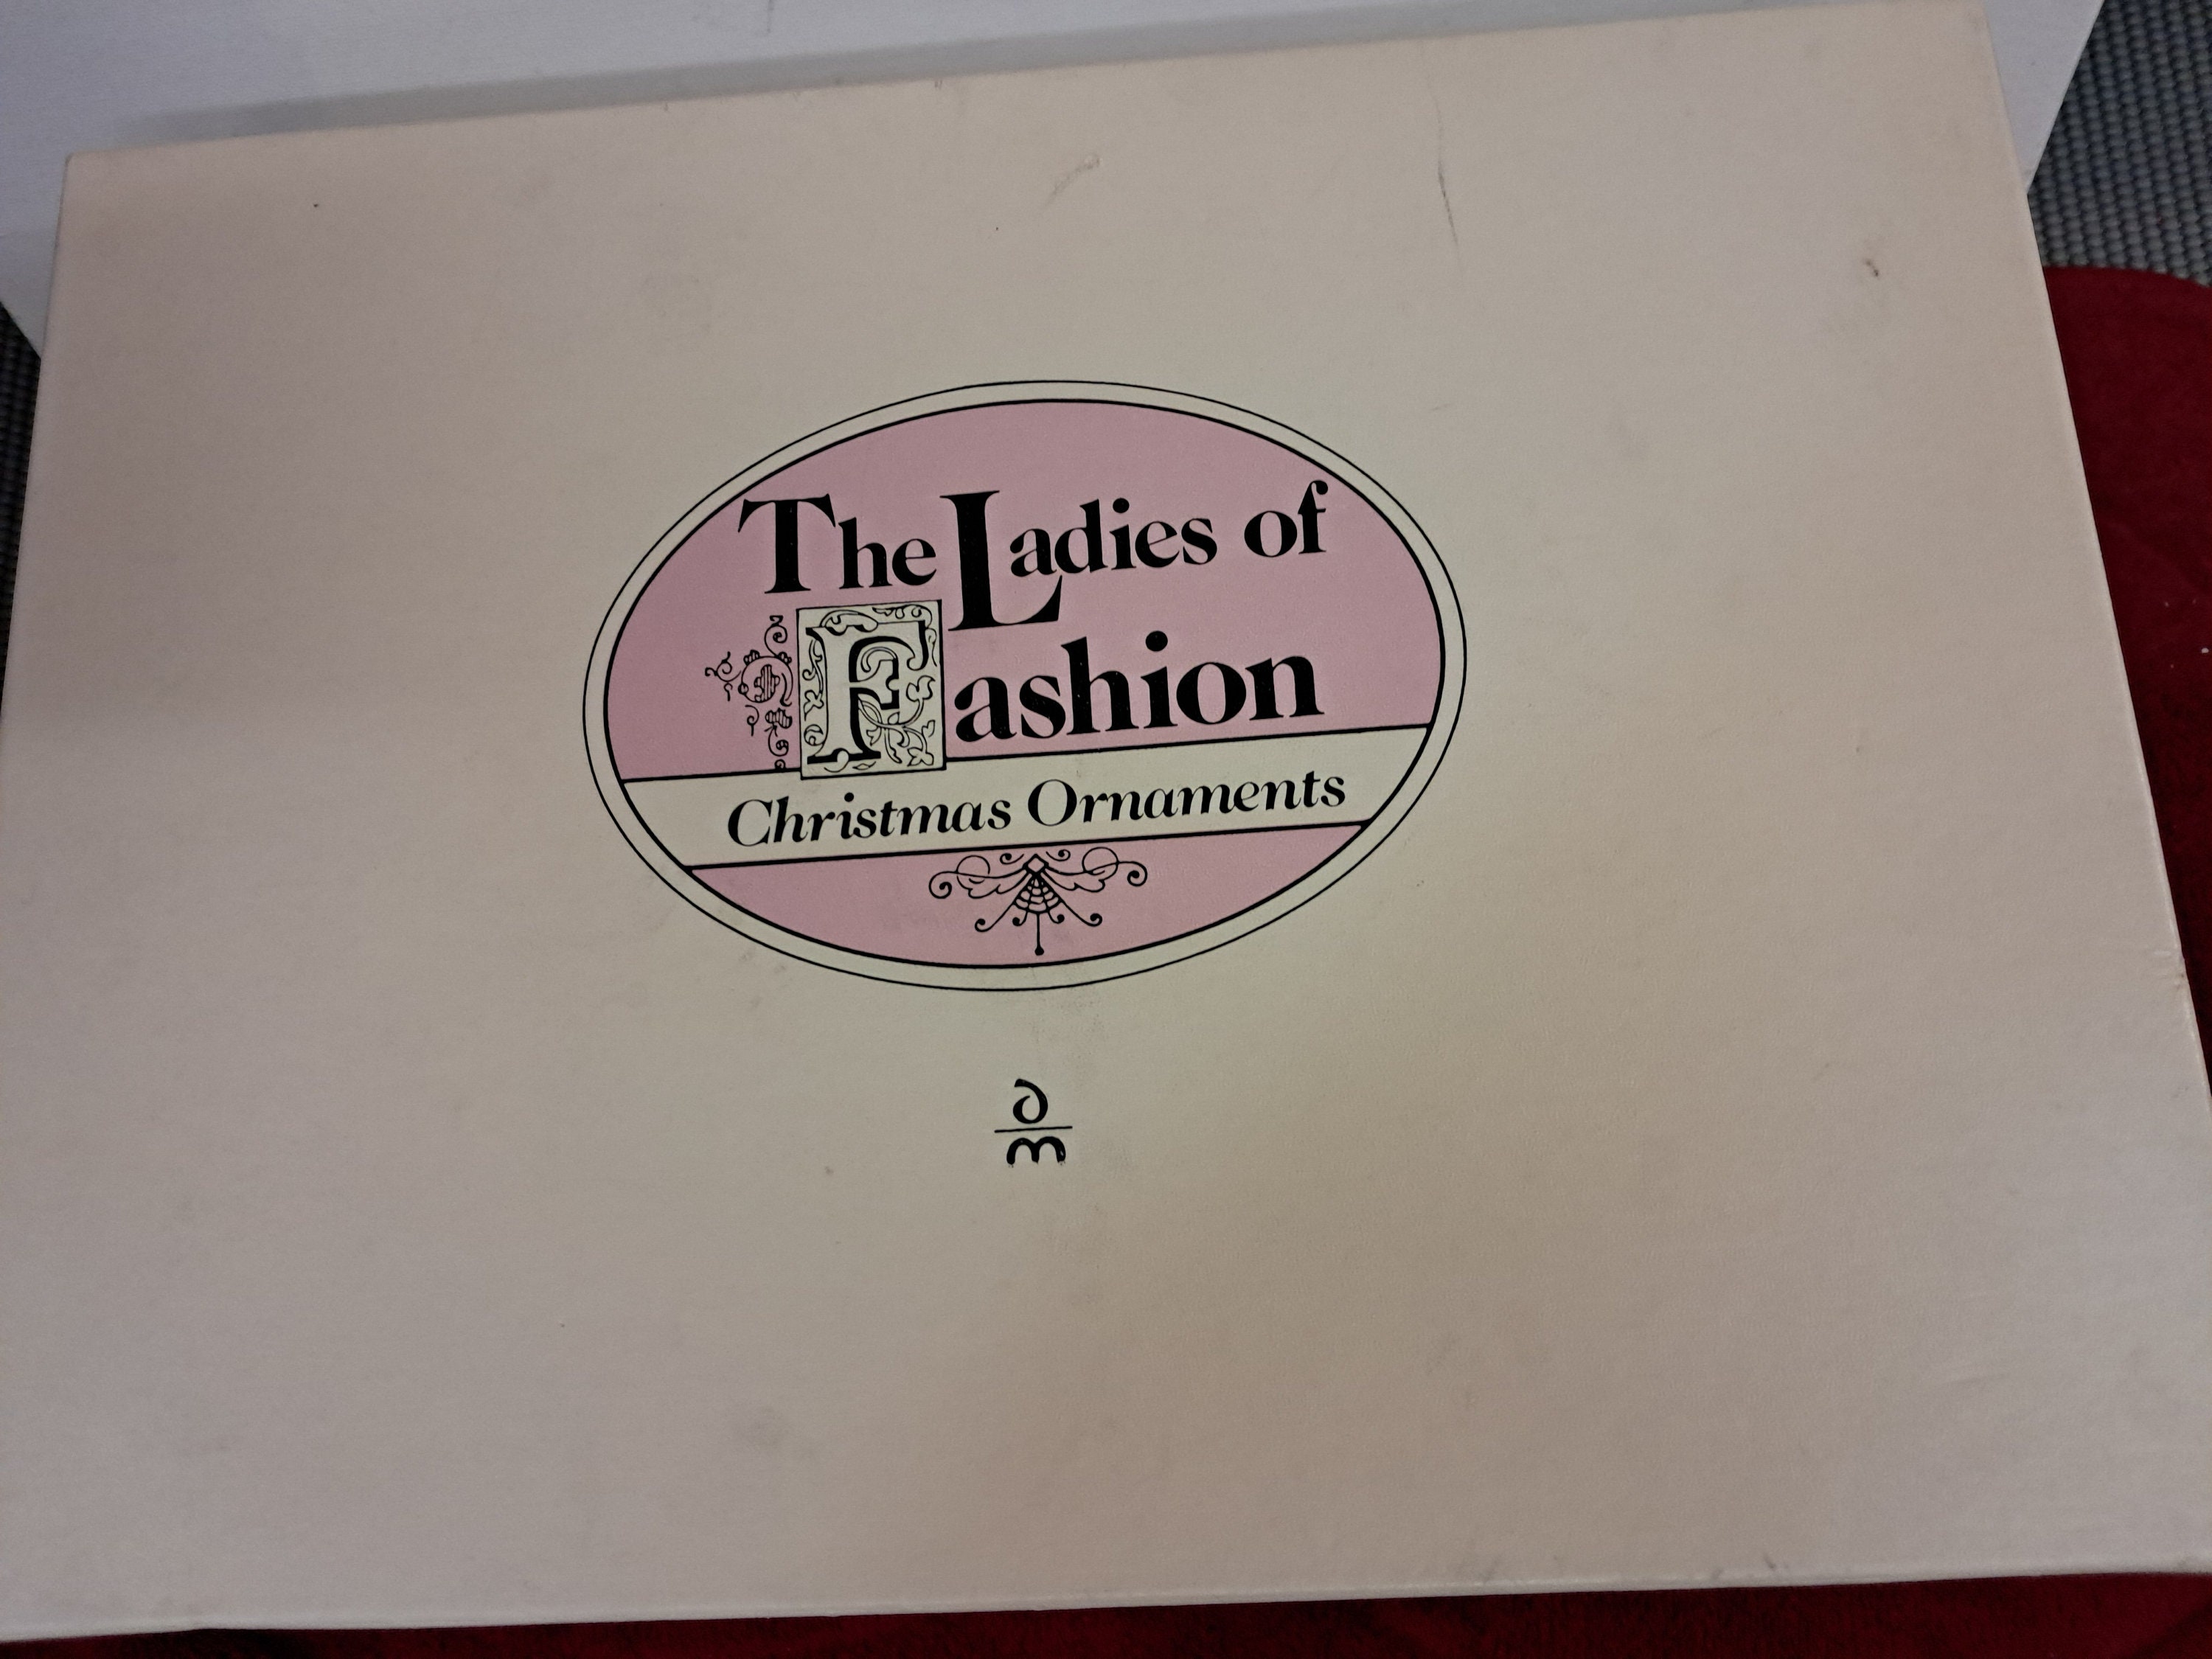 The Ladies of
Fashion
Christmas Ornaments